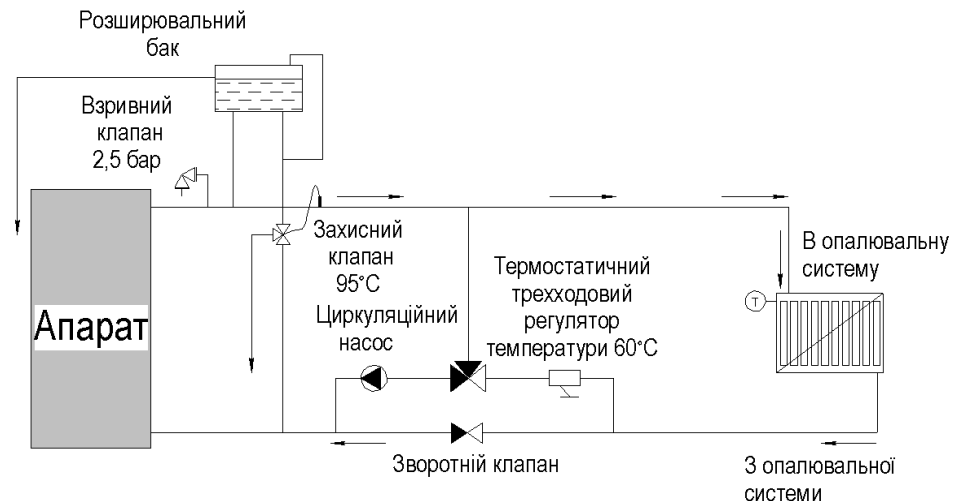 Розширювальний
бак
Взривний
клапан
2,5 бар
Захисний
клапан
95°C
Циркуляційний
насос
Термостатичний
трехходовий
регулятор
температури 60°C
В опалювальну
систему
T
Апарат
Зворотній клапан
З опалювальної
системи